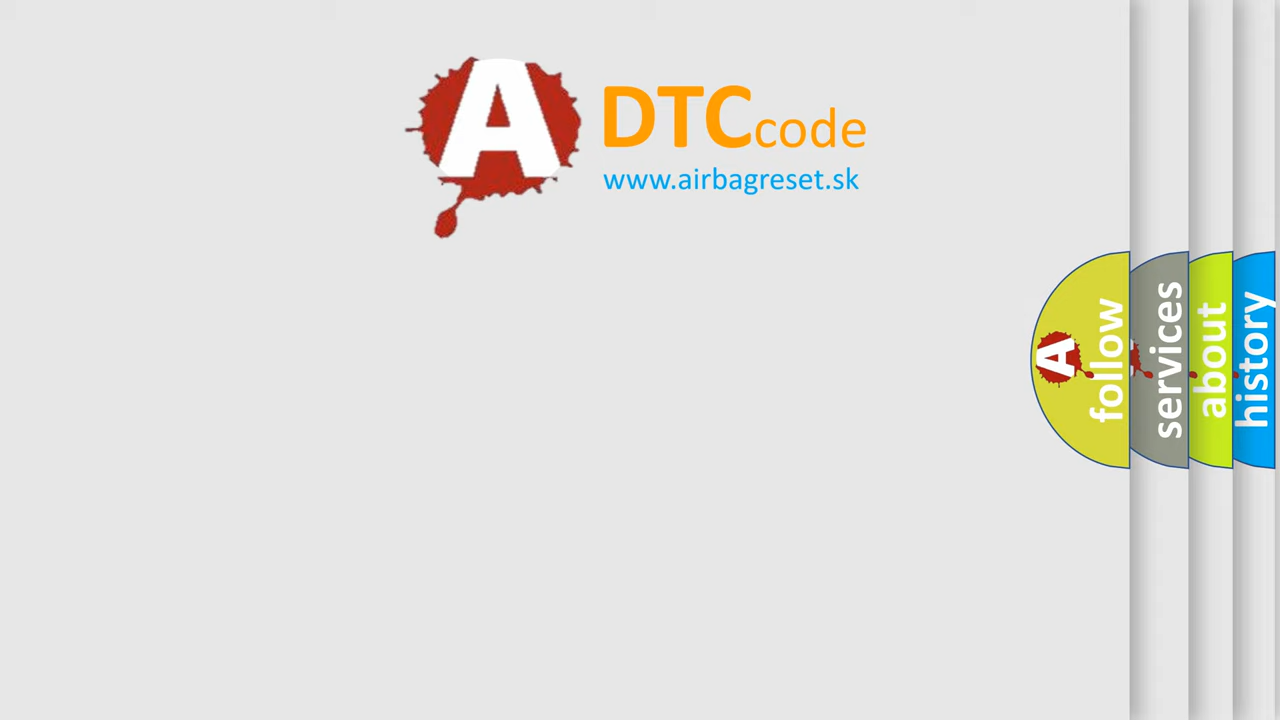 A
DTCcode
www.airbagreset.sk
A
follow
services
about
history